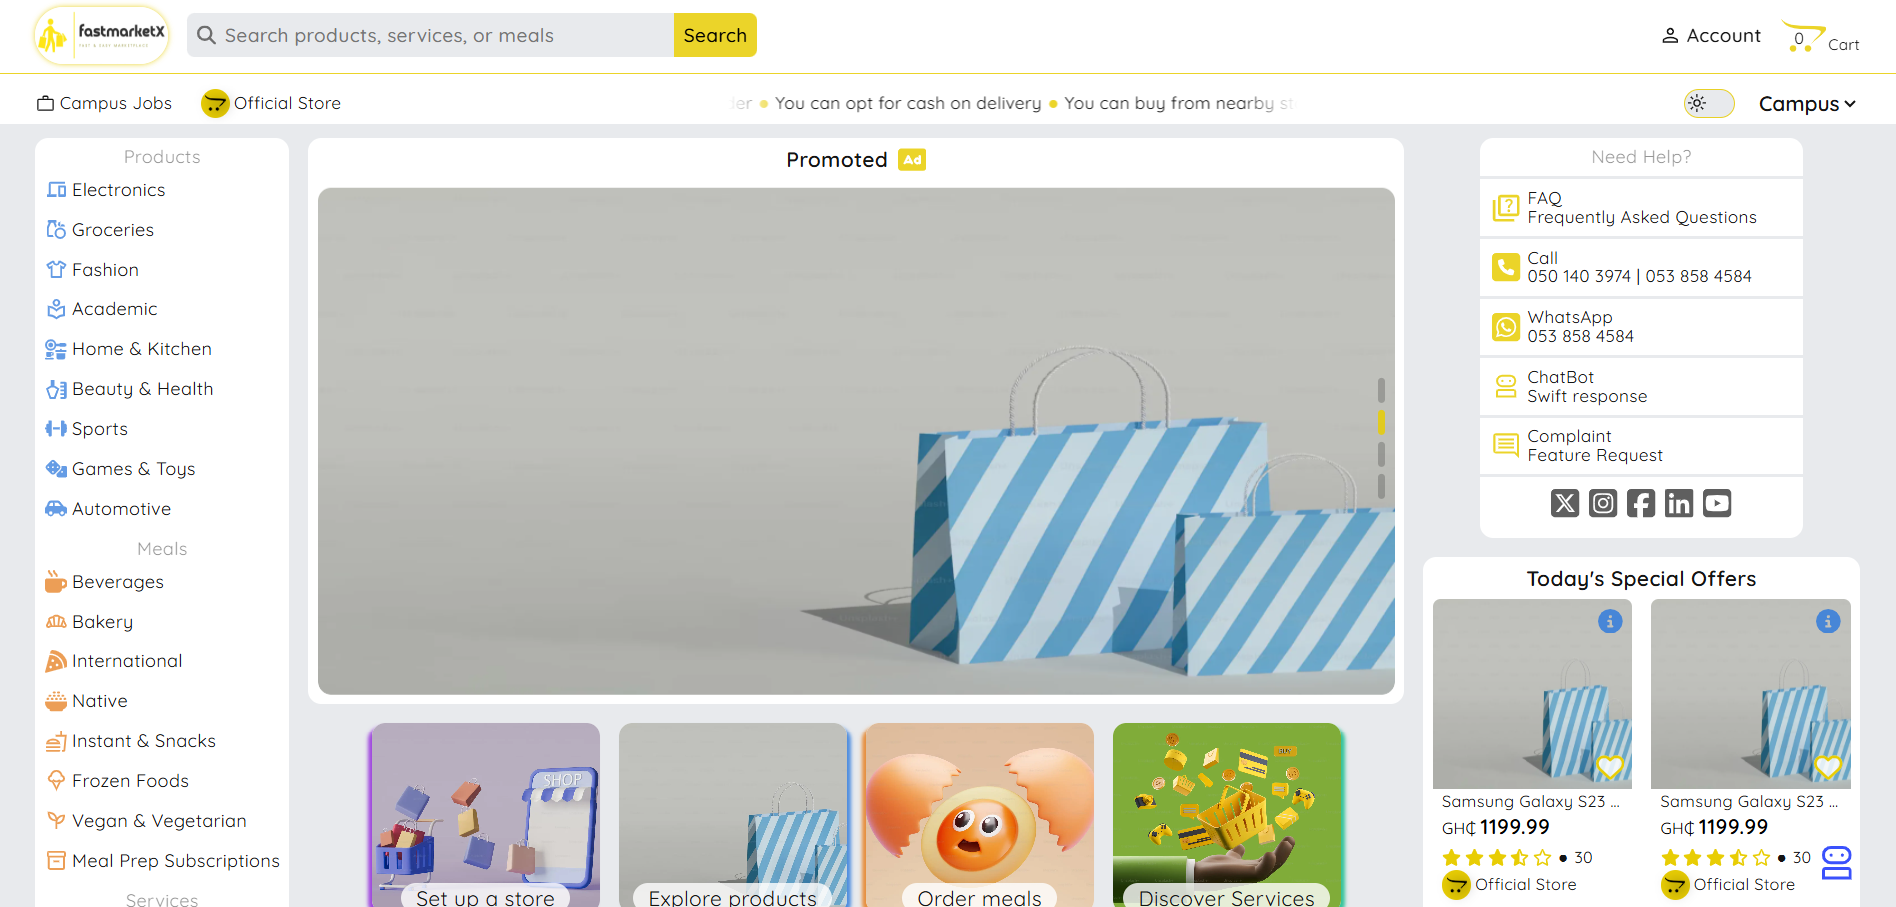 fastmarketX
FAST & EASY MARKETPLACE
Search products, services, or meals
Search
Account
0
Cart
Campus Jobs
Official Store
der • You can opt for cash on delivery • You can buy from nearby st
Campus
Products
Electronics
Groceries
Fashion
Academic
Home & Kitchen
Beauty & Health
Sports
Games & Toys
Automotive
Meals
Beverages
Bakery
International
Native
Instant & Snacks
Frozen Foods
Vegan & Vegetarian
Meal Prep Subscriptions
Services
Promoted Ad
SHOP
Set up a store
Explore products
Order meals
Discover Services
Need Help?
FAQ
Frequently Asked Questions
Call
050 140 3974 | 053 858 4584
WhatsApp
053 858 4584
ChatBot
Swift response
Complaint
Feature Request
Today's Special Offers
Samsung Galaxy S23 ...
GH₵ 1199.99
• 30
Official Store
Samsung Galaxy S23 ...
GH₵ 1199.99
• 30
Official Store